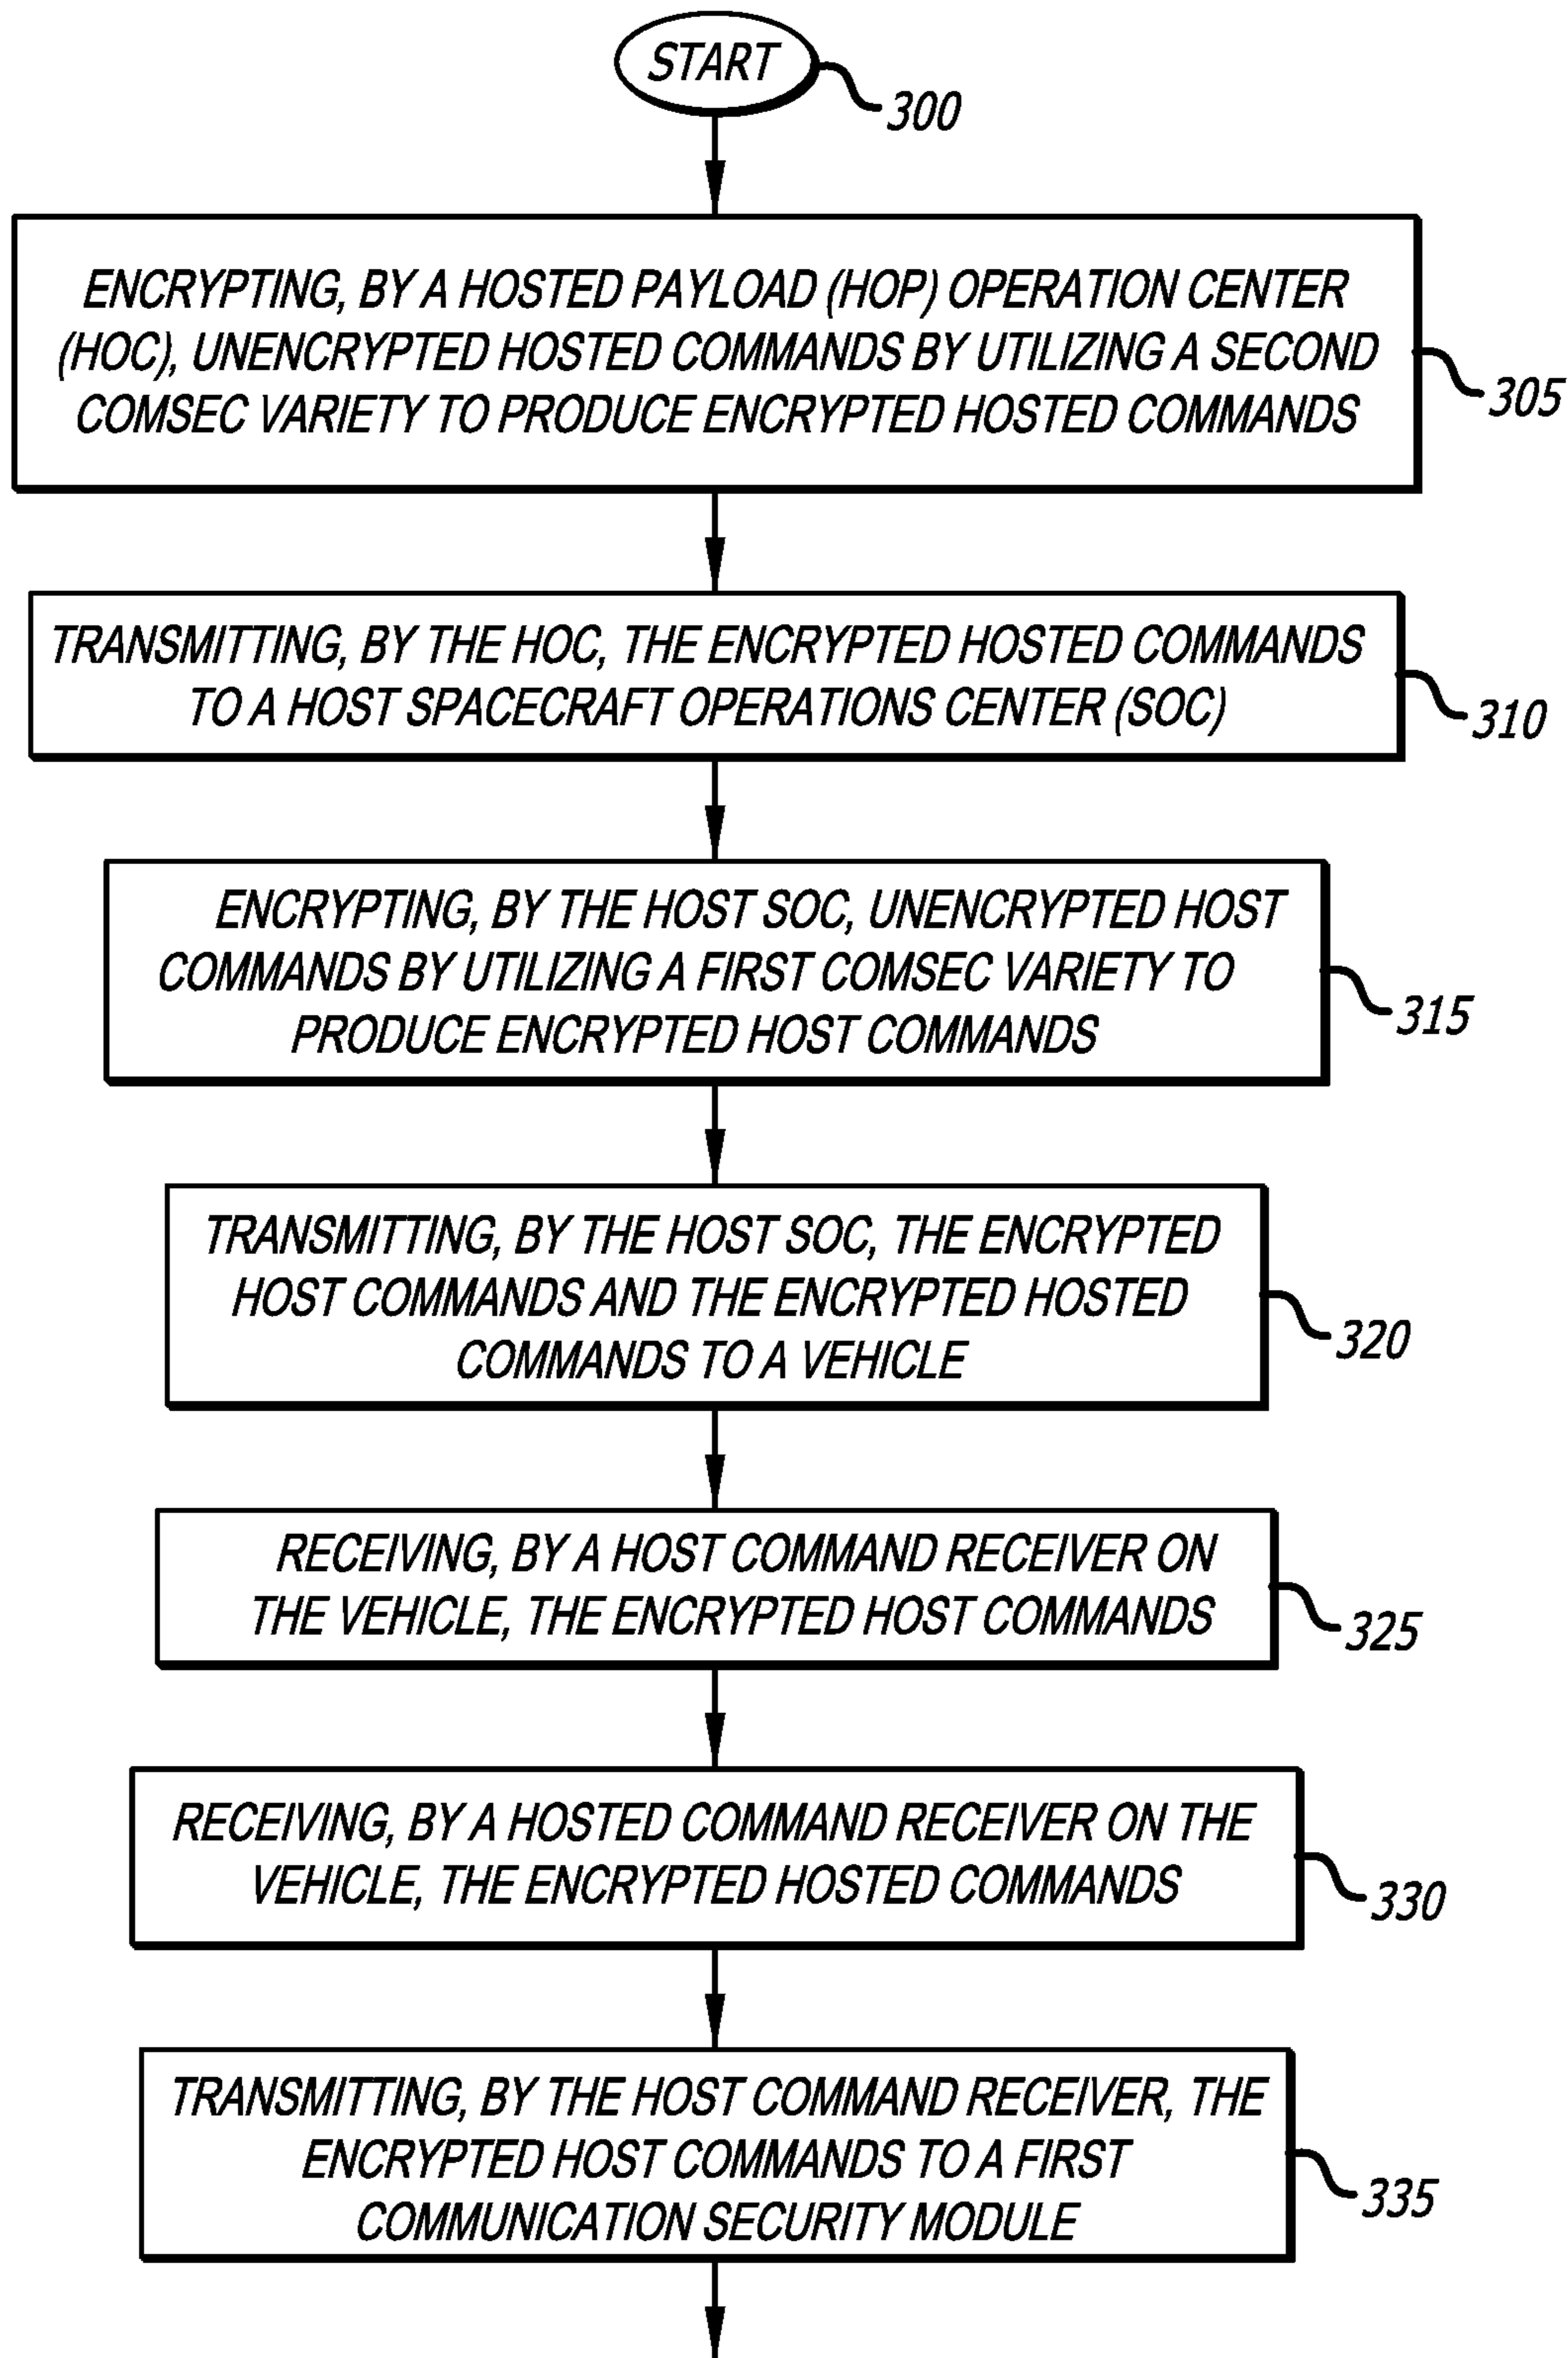 START
300
ENCRYPTING, BY A HOSTED PAYLOAD (HOP) OPERATION CENTER
(HOC), UNENCRYPTED HOSTED COMMANDS BY UTILIZING A SECOND
COMSEC VARIETY TO PRODUCE ENCRYPTED HOSTED COMMANDS
305
TRANSMITTING, BY THE HOC, THE ENCRYPTED HOSTED COMMANDS
TO A HOST SPACECRAFT OPERATIONS CENTER (SOC)
310
ENCRYPTING, BY THE HOST SOC, UNENCRYPTED HOST
COMMANDS BY UTILIZING A FIRST COMSEC VARIETY TO
PRODUCE ENCRYPTED HOST COMMANDS
315
TRANSMITTING, BY THE HOST SOC, THE ENCRYPTED
HOST COMMANDS AND THE ENCRYPTED HOSTED
COMMANDS TO A VEHICLE
320
RECEIVING, BY A HOST COMMAND RECEIVER ON
THE VEHICLE, THE ENCRYPTED HOST COMMANDS
325
RECEIVING, BY A HOSTED COMMAND RECEIVER ON THE
VEHICLE, THE ENCRYPTED HOSTED COMMANDS
330
TRANSMITTING, BY THE HOST COMMAND RECEIVER, THE
ENCRYPTED HOST COMMANDS TO A FIRST
COMMUNICATION SECURITY MODULE
335